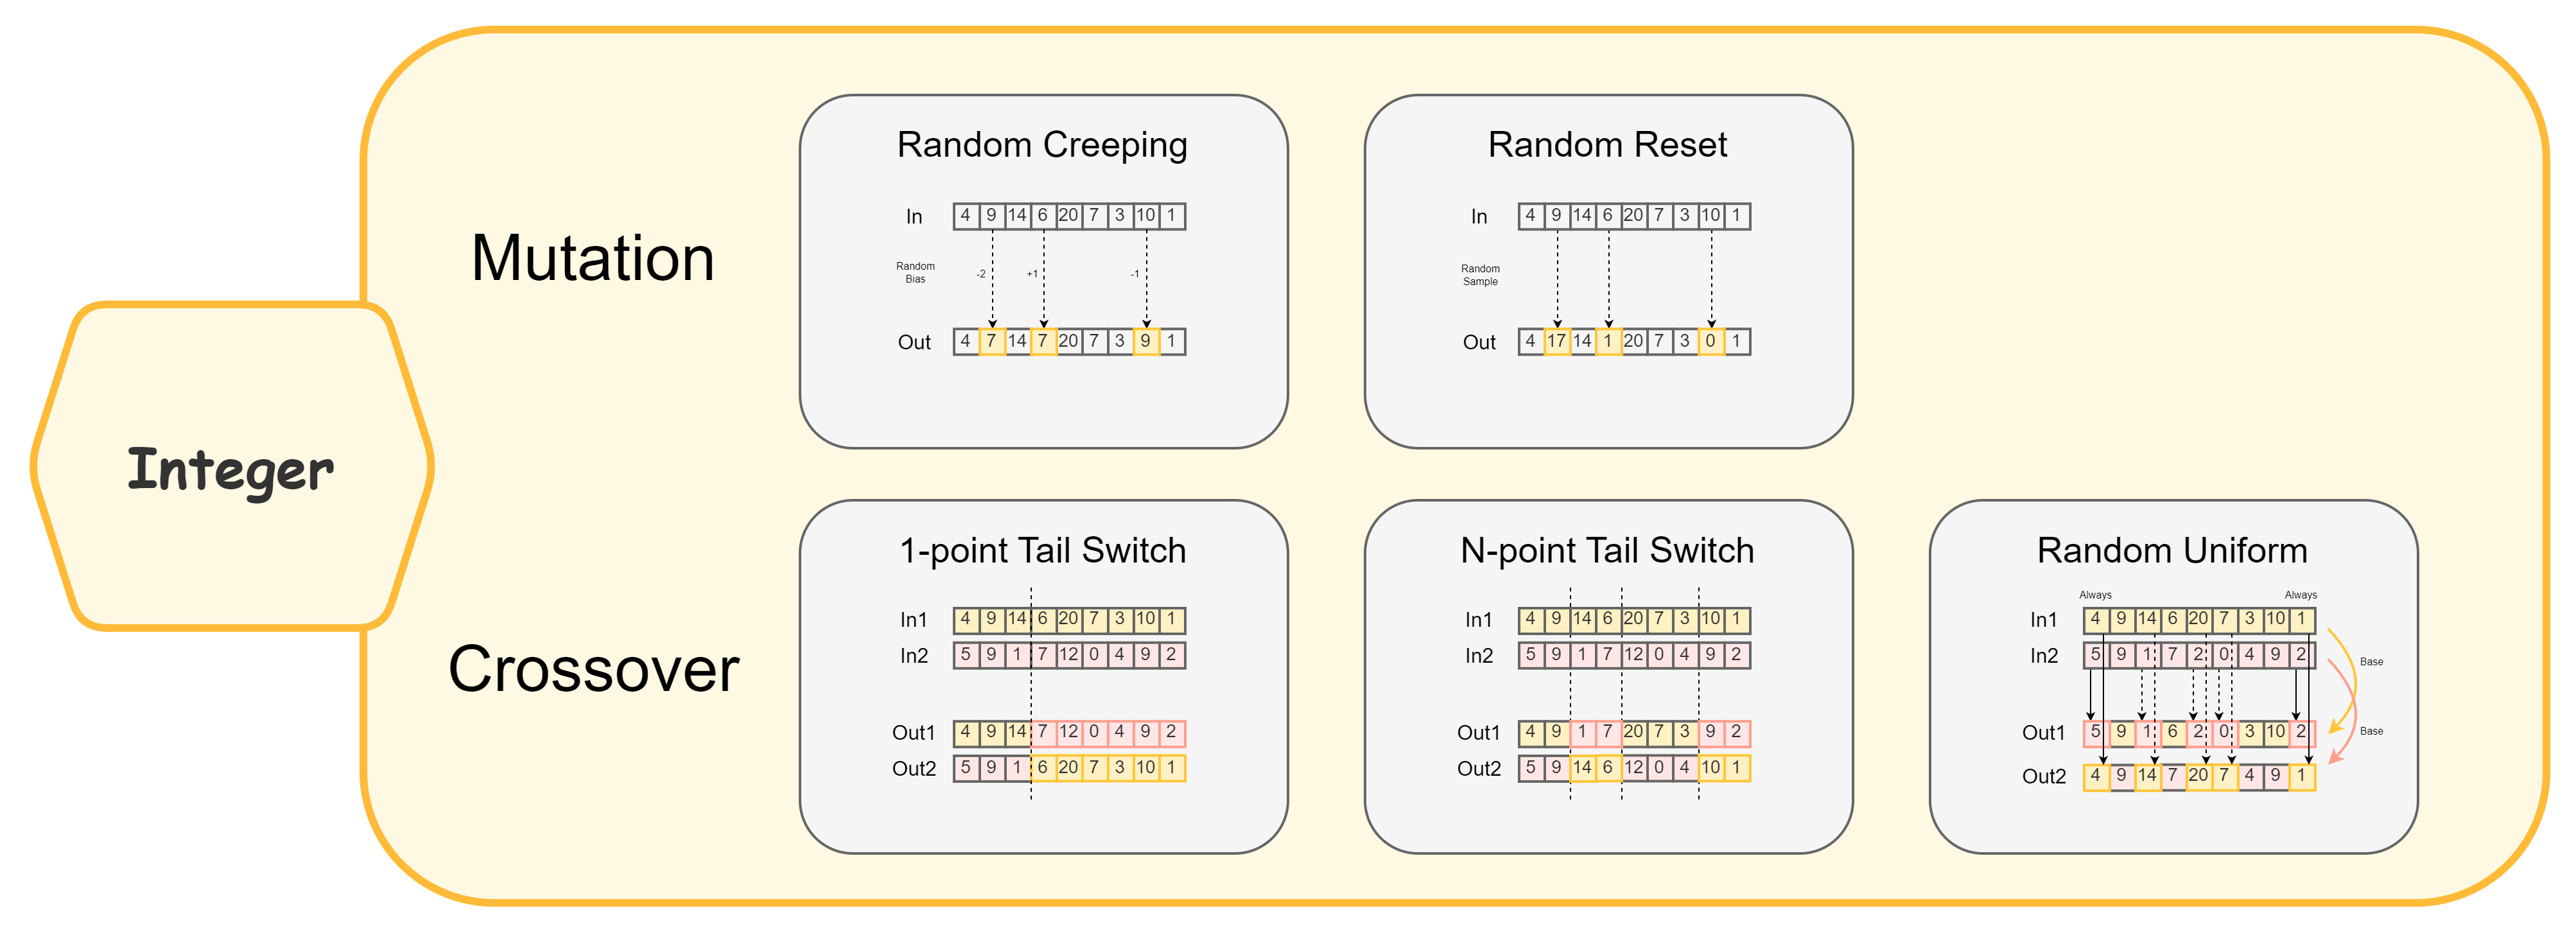 Integer
Mutation
Random Creeping
In 4 9 14 6 20 7 3 10 1
Random
Bias
-2 +1 -1
Out 4 7 14 7 20 7 3 9 1
Random Reset
In 4 9 14 6 20 7 3 10 1
Random
Sample
Out 4 17 14 1 20 7 3 0 1
Crossover
1-point Tail Switch
In1 4 9 14 6 20 7 3 10 1
In2 5 9 1 7 12 0 4 9 2
Out1 4 9 14 7 12 0 4 9 2
Out2 5 9 1 6 20 7 3 10 1
N-point Tail Switch
In1 4 9 14 6 20 7 3 10 1
In2 5 9 1 7 12 0 4 9 2
Out1 4 9 1 7 20 7 3 9 2
Out2 5 9 14 6 12 0 4 10 1
Random Uniform
Always Always
In1 4 9 14 6 20 7 3 10 1
In2 5 9 1 7 2 0 4 9 2
Base
Out1 5 9 1 6 2 0 3 10 2
Base
Out2 4 9 14 7 20 7 4 9 1